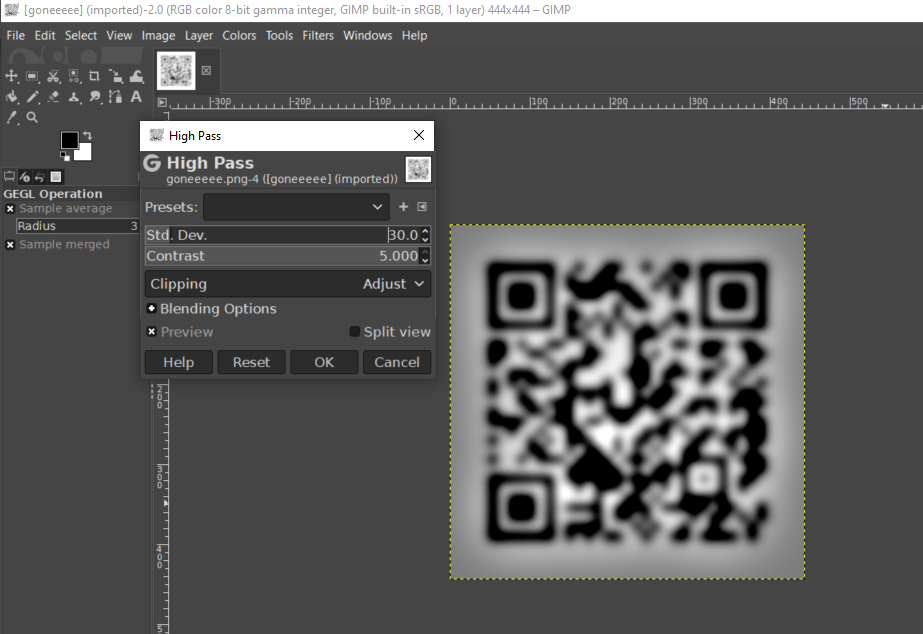 [goneeeee] (imported)-2.0 (RGB color 8-bit gamma integer, GIMP built-in sRGB, 1 layer) 444x444 – GIMP
File Edit Select View Image Layer Colors Tools Filters Windows Help
-300 -200 -100 0 100 200 300 400 500
High Pass
High Pass
goneeeee.png-4 ([goneeeee] (imported))
GEGL Operation
Sample average
Radius 3
Sample merged
Presets:
Std. Dev. 30.0
Contrast 5.000
Clipping Adjust
Blending Options
Preview Split view
Help Reset OK Cancel
200
300
400
5